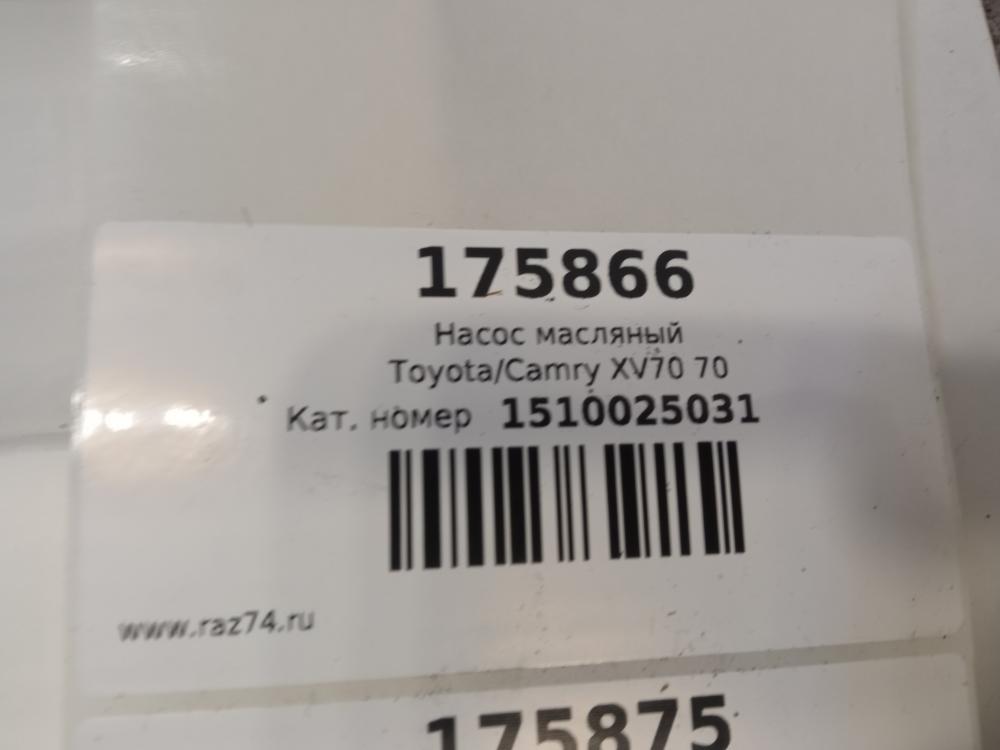 175866
Насос масляный
Toyota/Camry XV70 70
Кат. номер 1510025031
www.raz74.ru
175875